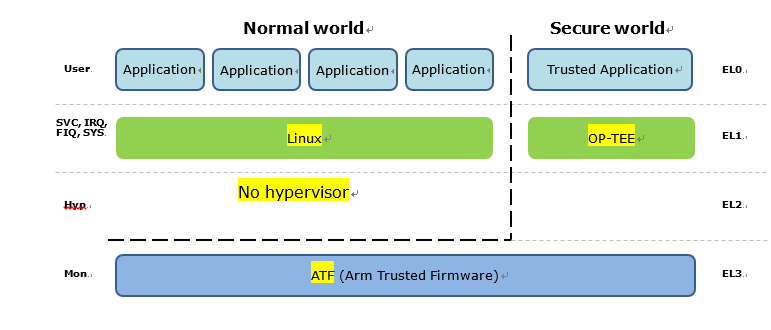 Normal world
Secure world
User
Application
Application
Application
Application
Trusted Application
EL0
SVC, IRQ,
FIQ, SYS
Linux
OP-TEE
EL1
No hypervisor
Hyp
EL2
Mon
ATF (Arm Trusted Firmware)
EL3